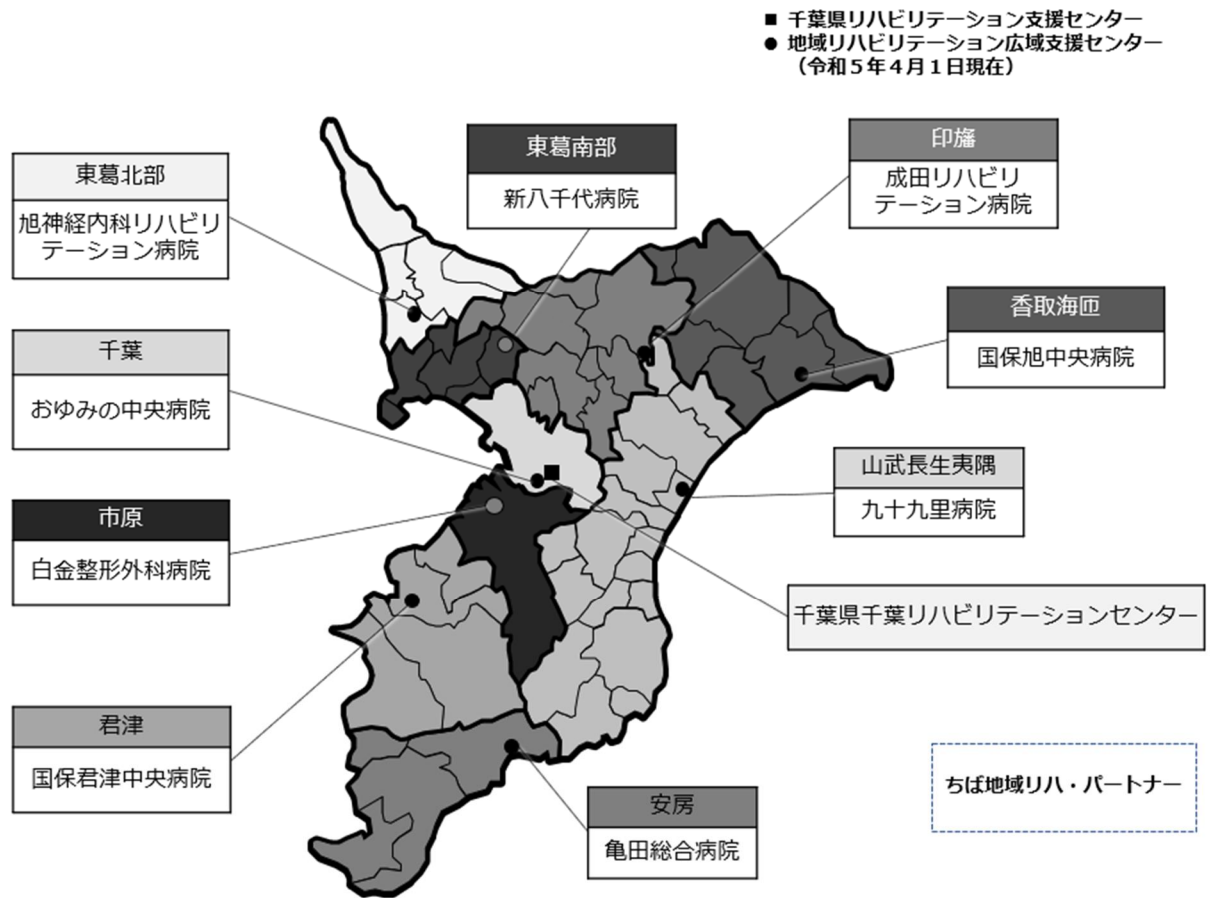 ■ 千葉県リハビリテーション支援センター
● 地域リハビリテーション広域支援センター
（令和５年４月１日現在）
東葛北部
旭神経内科リハビリ
テーション病院
東葛南部
新八千代病院
印旛
成田リハビリ
テーション病院
香取海匝
国保旭中央病院
千葉
おゆみの中央病院
山武長生夷隅
九十九里病院
市原
白金整形外科病院
千葉県千葉リハビリテーションセンター
君津
国保君津中央病院
安房
亀田総合病院
ちば地域リハ・パートナー